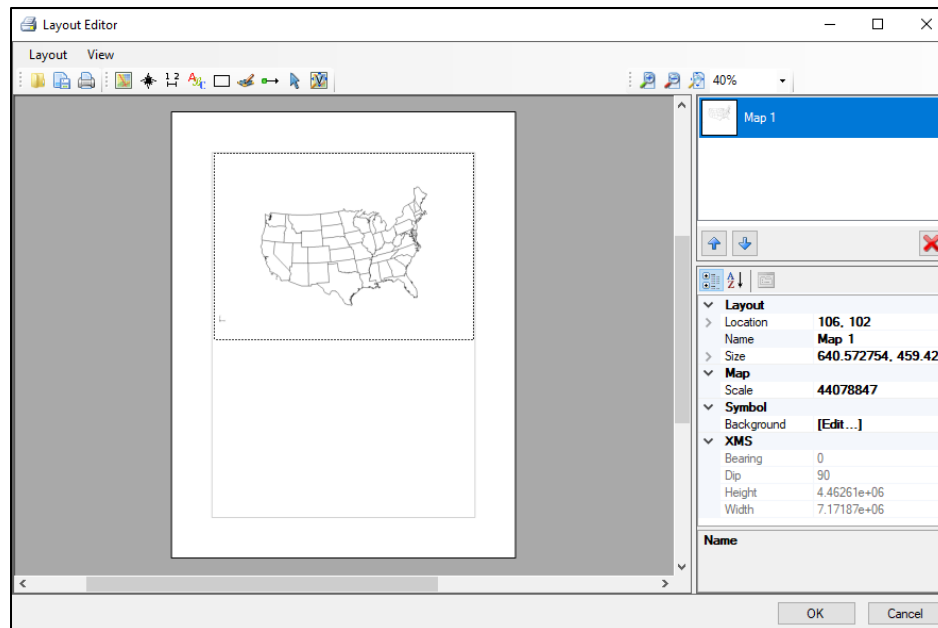 Layout Editor
Layout View
1 2
A B C
40%
Map 1
A Z
Layout
Location 106, 102
Name Map 1
Size 640.572754, 459.42
Map
Scale 44078847
Symbol
Background [Edit...]
XMS
Bearing 0
Dip 90
Height 4.46261e+06
Width 7.17187e+06
Name
OK Cancel